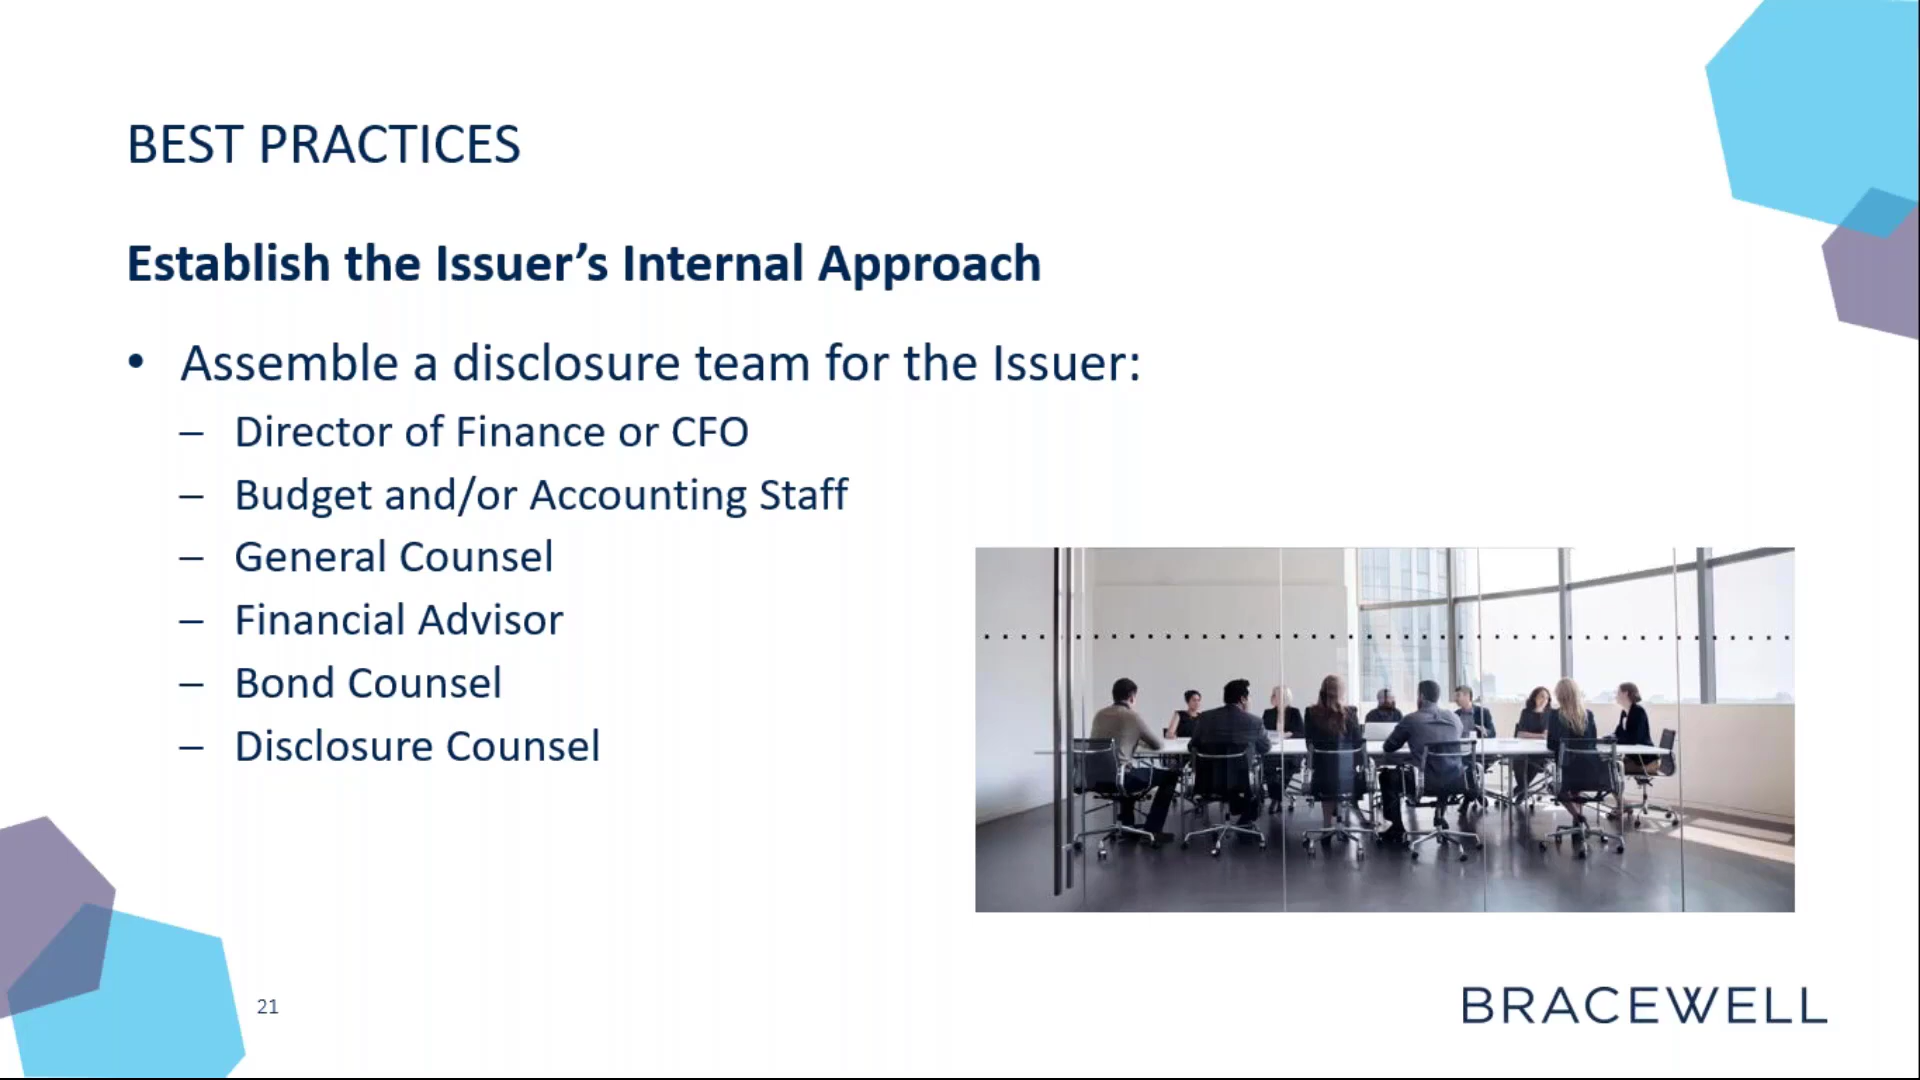 BEST PRACTICES
Establish the Issuer’s Internal Approach
• Assemble a disclosure team for the Issuer:
– Director of Finance or CFO
– Budget and/or Accounting Staff
– General Counsel
– Financial Advisor
– Bond Counsel
– Disclosure Counsel
21
BRACEWELL